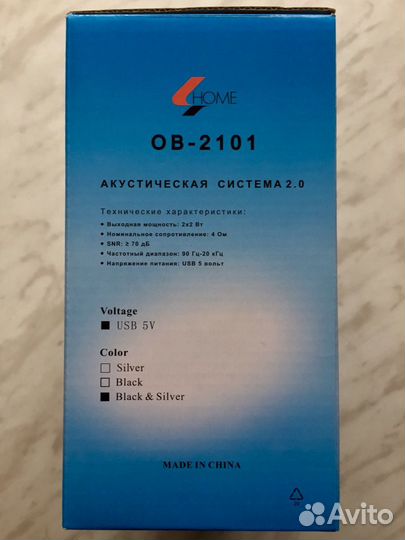 HOME
OB-2101
АКУСТИЧЕСКАЯ СИСТЕМА 2.0
Технические характеристики:
• Выходная мощность: 2х2 Вт
• Номинальное сопротивление: 4 Ом
• SNR: ≥ 70 дБ
• Частотный диапазон: 90 Гц-20 кГц
• Напряжение питания: USB 5 вольт
Voltage
■ USB 5V
Color
□ Silver
□ Black
■ Black & Silver
MADE IN CHINA
Avito